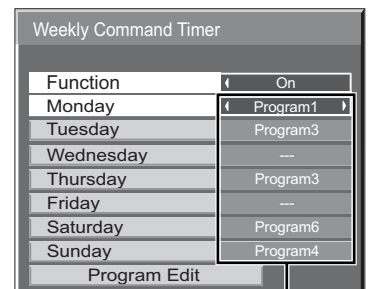 Weekly Command Timer
Function On
Monday Program1
Tuesday Program3
Wednesday ---
Thursday Program3
Friday ---
Saturday Program6
Sunday Program4
Program Edit